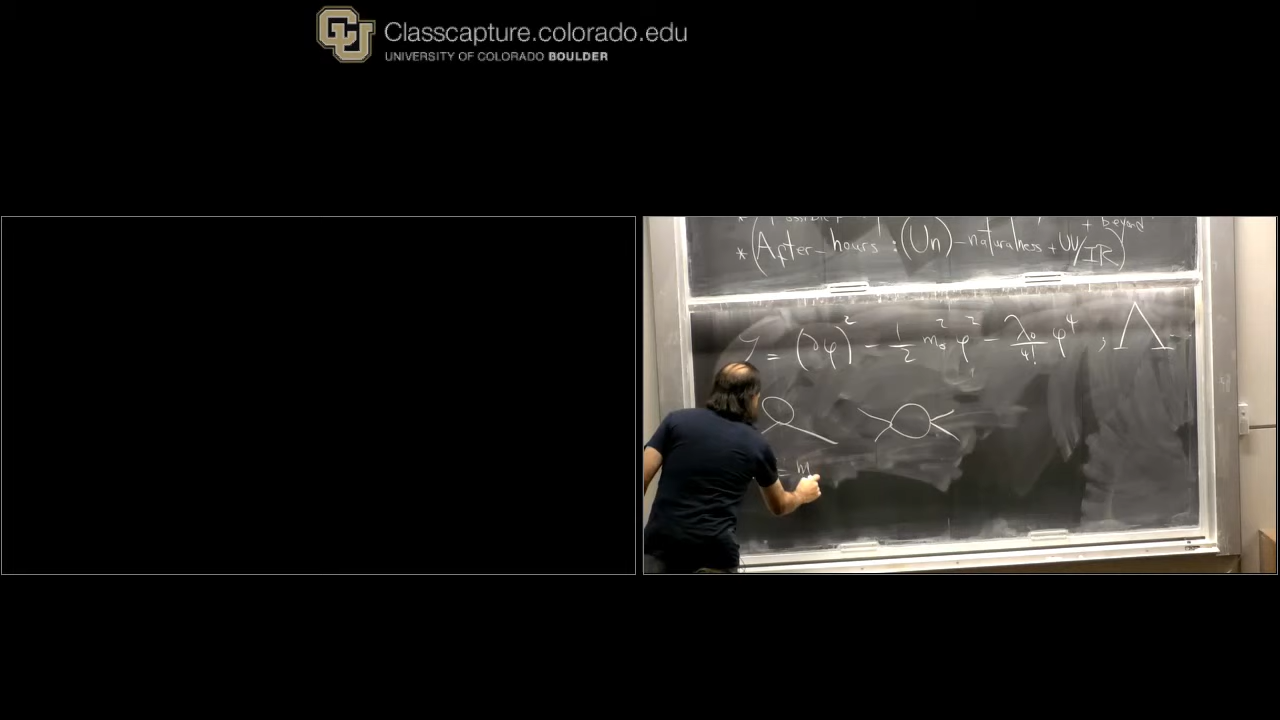 CU
Classcapture.colorado.edu
UNIVERSITY OF COLORADO BOULDER
+ beyond
* (After-hours : (Un)-naturalness + UV/IR)
= (∂φ)² - 1/2 m₀² φ² - λ₀/4! φ⁴ , Λ
=